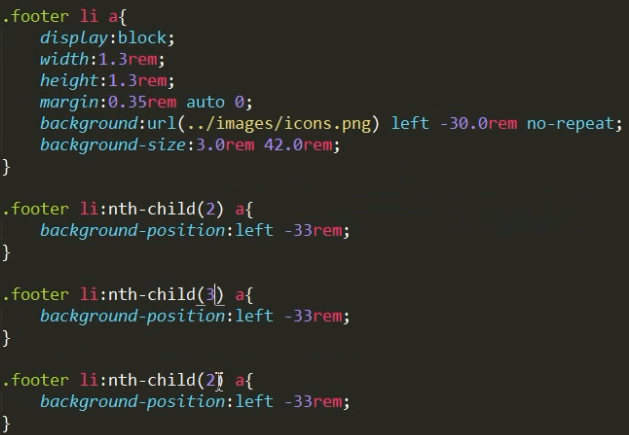 .footer li a{
    display:block;
    width:1.3rem;
    height:1.3rem;
    margin:0.35rem auto 0;
    background:url(../images/icons.png) left -30.0rem no-repeat;
    background-size:3.0rem 42.0rem;
}
.footer li:nth-child(2) a{
    background-position:left -33rem;
}
.footer li:nth-child(3) a{
    background-position:left -33rem;
}
.footer li:nth-child(2) a{
    background-position:left -33rem;
}